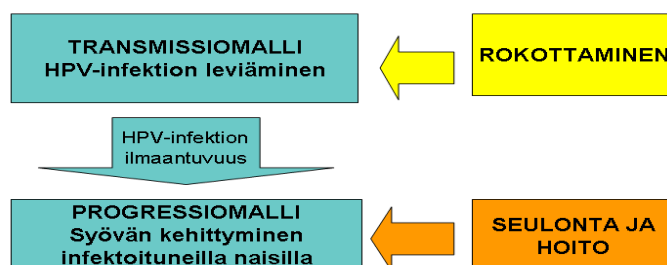 TRANSMISSIOMALLI
HPV-infektion leviäminen
ROKOTTAMINEN
HPV-infektion
ilmaantuvuus
PROGRESSIOMALLI
Syövän kehittyminen
infektoituneilla naisilla
SEULONTA JA
HOITO